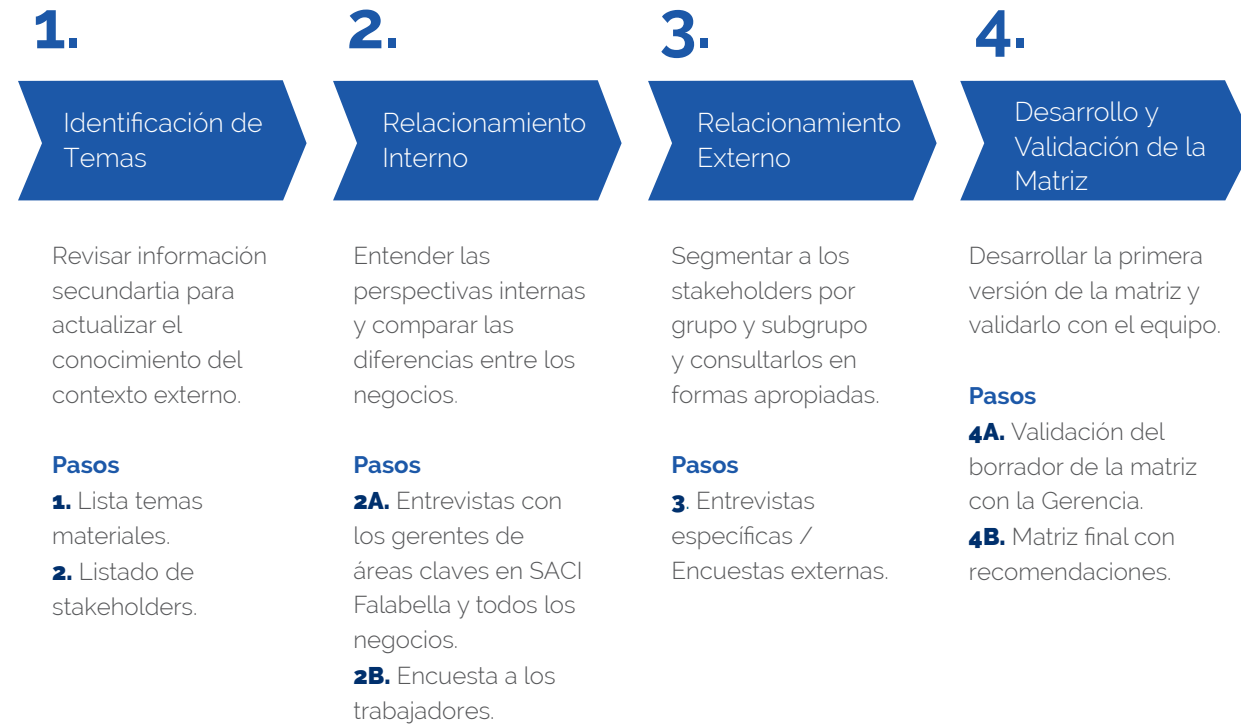 1.
Identificación de
Temas
Revisar información
secundartia para
actualizar el
conocimiento del
contexto externo.
Pasos
1. Lista temas
materiales.
2. Listado de
stakeholders.
2.
Relacionamiento
Interno
Entender las
perspectivas internas
y comparar las
diferencias entre los
negocios.
Pasos
2A. Entrevistas con
los gerentes de
áreas claves en SACI
Falabella y todos los
negocios.
2B. Encuesta a los
trabajadores.
3.
Relacionamiento
Externo
Segmentar a los
stakeholders por
grupo y subgrupo
y consultarlos en
formas apropiadas.
Pasos
3. Entrevistas
específicas /
Encuestas externas.
4.
Desarrollo y
Validación de la
Matriz
Desarrollar la primera
versión de la matriz y
validarlo con el equipo.
Pasos
4A. Validación del
borrador de la matriz
con la Gerencia.
4B. Matriz final con
recomendaciones.